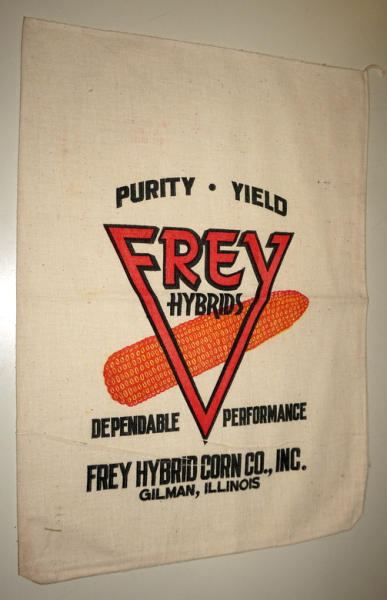 PURITY • YIELD
FREY
HYBRIDS
DEPENDABLE PERFORMANCE
FREY HYBRID CORN CO., INC.
GILMAN, ILLINOIS